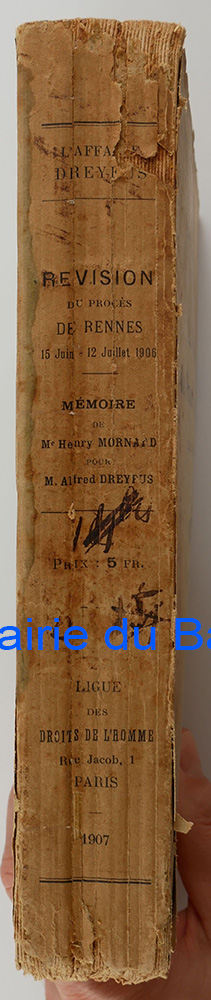 L'AFFAIRE
DREYFUS
REVISION
DU PROCÈS
DE RENNES
15 Juin - 12 Juillet 1906
MÉMOIRE
DE
Me Henry MORNARD
POUR
M. Alfred DREYFUS
PRIX : 5 FR.
airie du Ba
LIGUE
DES
DROITS DE L'HOMME
Rue Jacob, 1
PARIS
1907